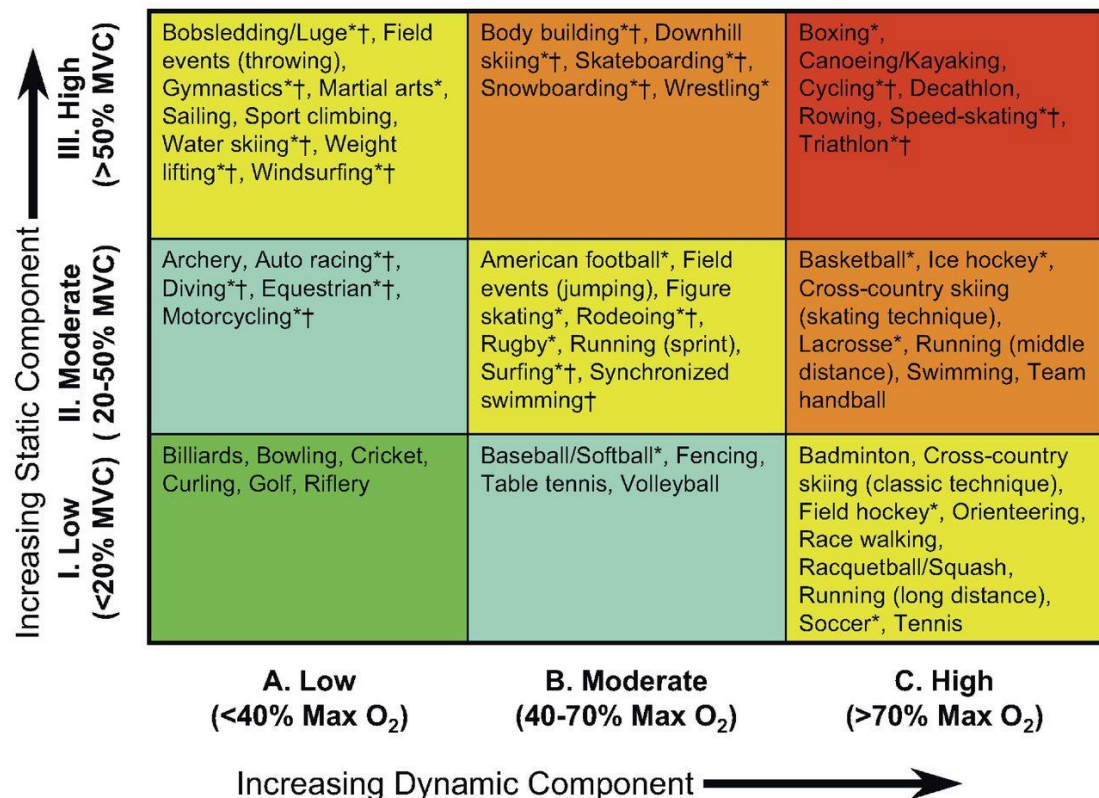 Increasing Static Component
III. High
(>50% MVC)
Bobsledding/Luge*†, Field
events (throwing),
Gymnastics*†, Martial arts*,
Sailing, Sport climbing,
Water skiing*†, Weight
lifting*†, Windsurfing*†
Body building*†, Downhill
skiing*†, Skateboarding*†,
Snowboarding*†, Wrestling*
Boxing*,
Canoeing/Kayaking,
Cycling*†, Decathlon,
Rowing, Speed-skating*†,
Triathlon*†
II. Moderate
(20-50% MVC)
Archery, Auto racing*†,
Diving*†, Equestrian*†,
Motorcycling*†
American football*, Field
events (jumping), Figure
skating*, Rodeoing*†,
Rugby*, Running (sprint),
Surfing*†, Synchronized
swimming†
Basketball*, Ice hockey*,
Cross-country skiing
(skating technique),
Lacrosse*, Running (middle
distance), Swimming, Team
handball
I. Low
(<20% MVC)
Billiards, Bowling, Cricket,
Curling, Golf, Riflery
Baseball/Softball*, Fencing,
Table tennis, Volleyball
Badminton, Cross-country
skiing (classic technique),
Field hockey*, Orienteering,
Race walking,
Racquetball/Squash,
Running (long distance),
Soccer*, Tennis
A. Low
(<40% Max O₂)
B. Moderate
(40-70% Max O₂)
C. High
(>70% Max O₂)
Increasing Dynamic Component